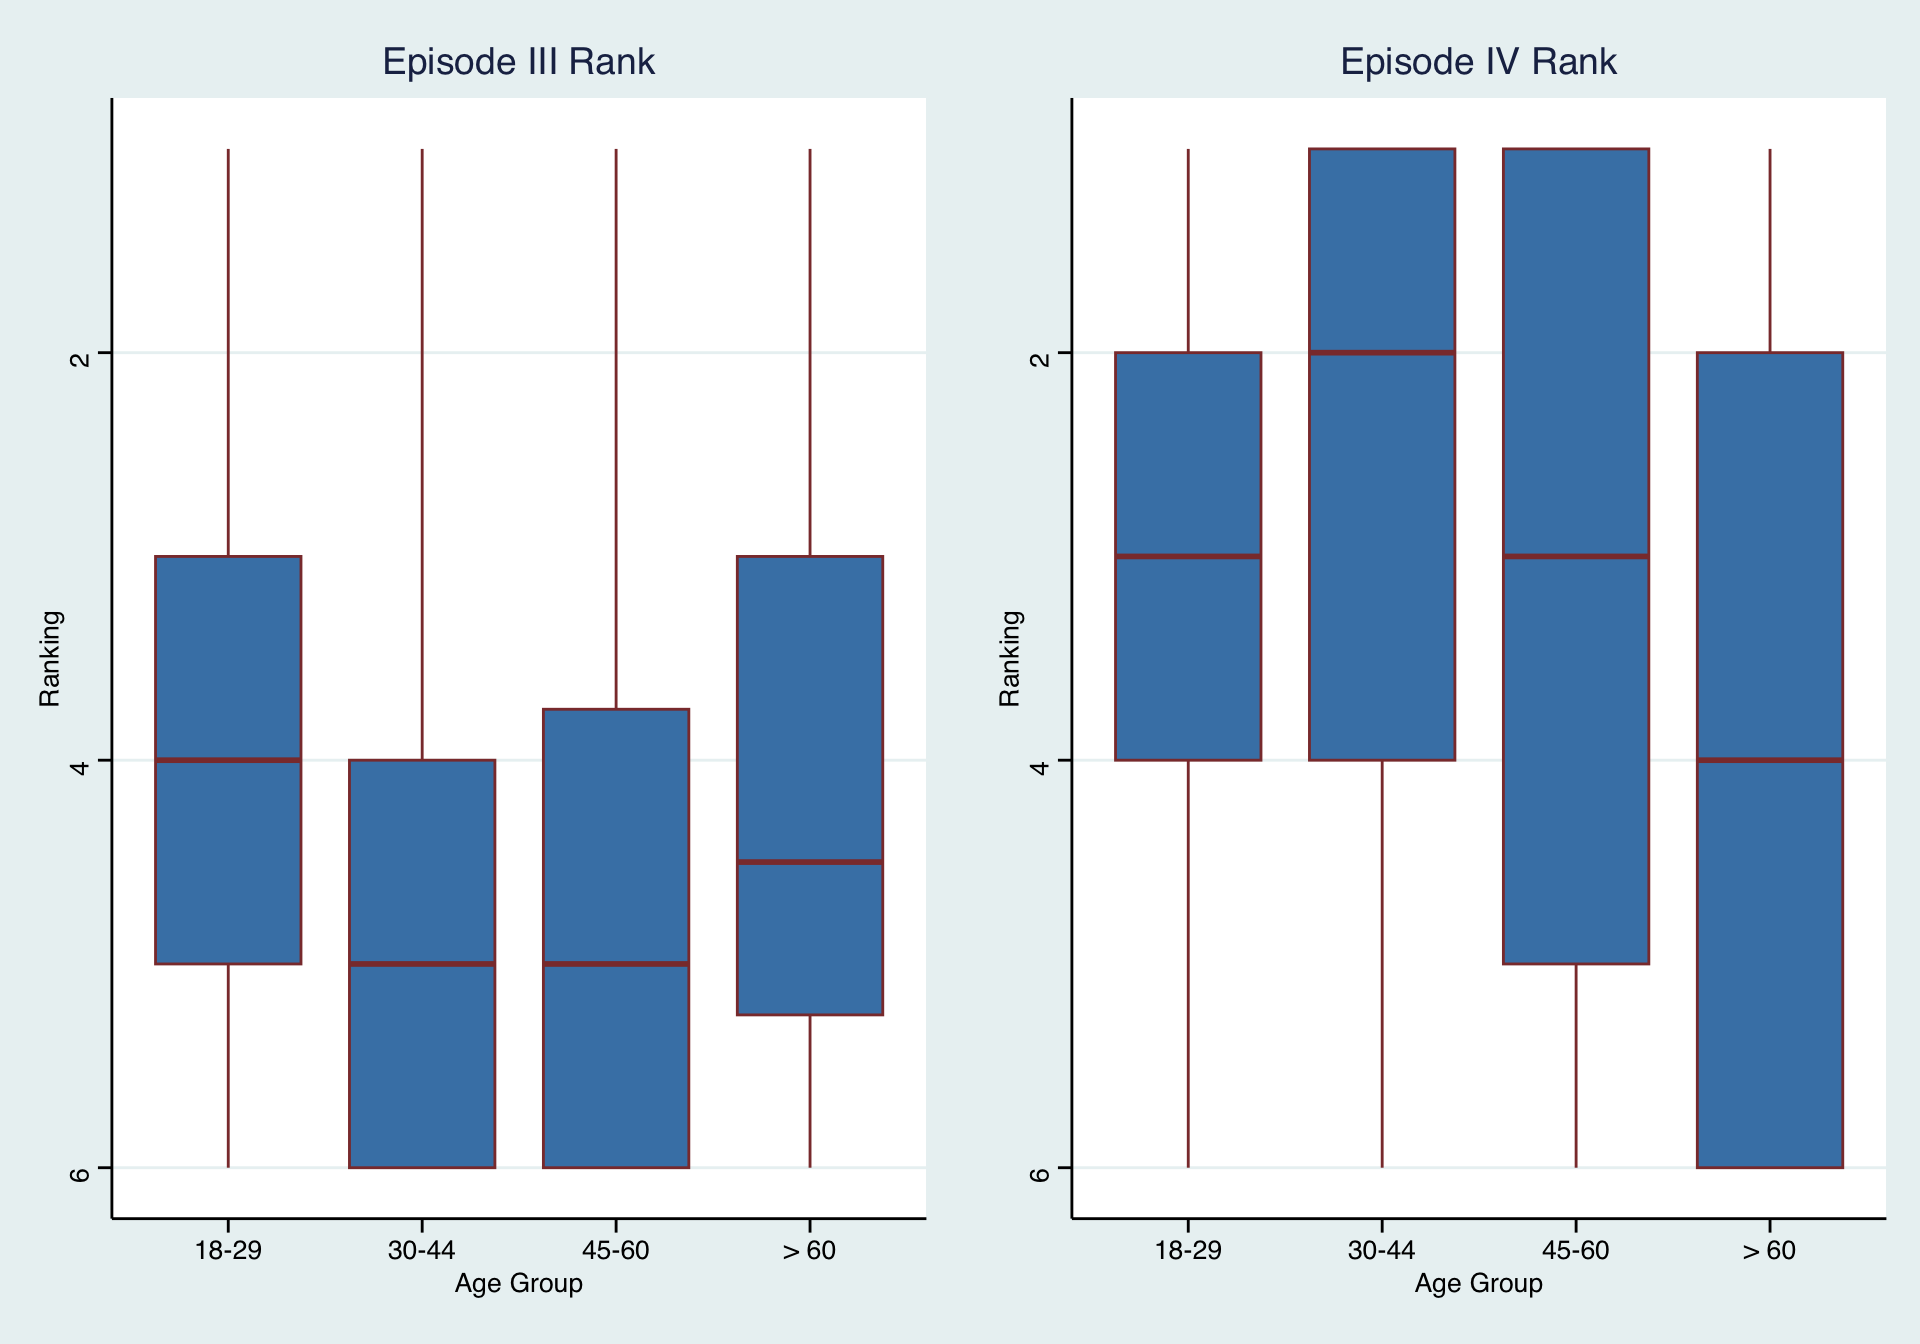 Episode III Rank
Ranking
2
4
6
18-29 30-44 45-60 > 60
Age Group
Episode IV Rank
Ranking
2
4
6
18-29 30-44 45-60 > 60
Age Group